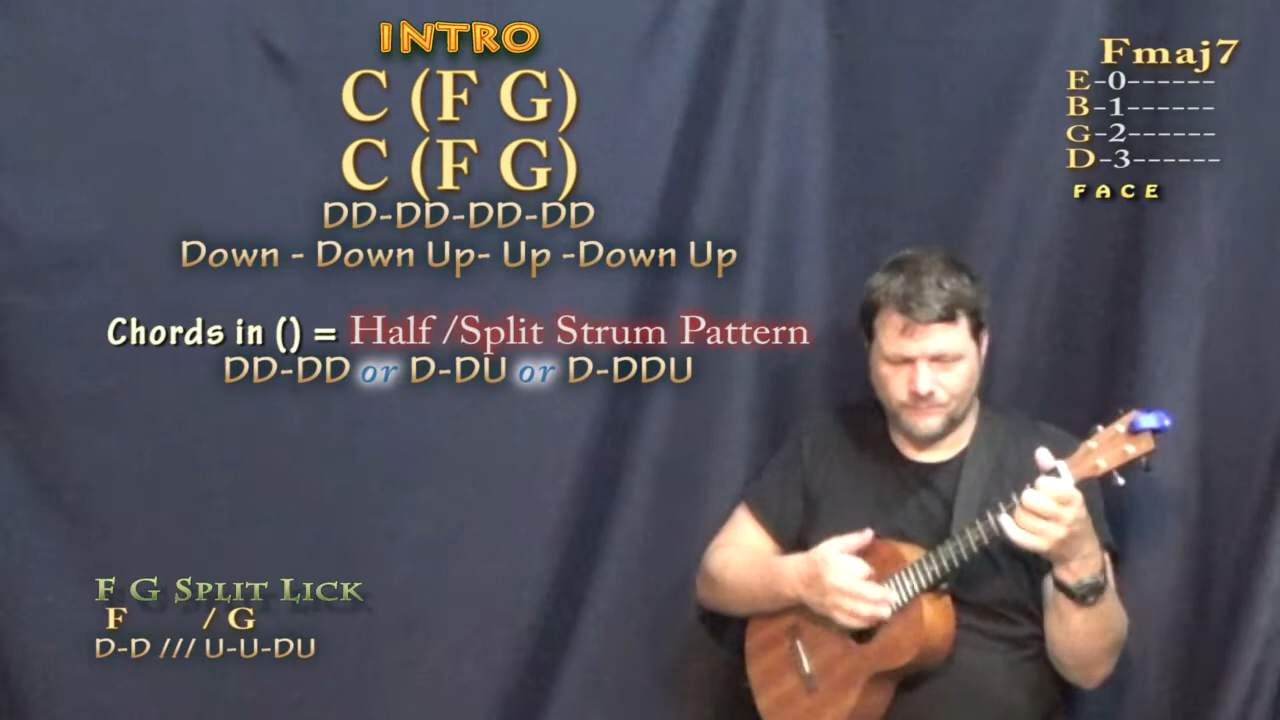 INTRO
C (F G)
C (F G)
DD-DD-DD-DD
Down - Down Up- Up -Down Up
Chords in () = Half /Split Strum Pattern
DD-DD or D-DU or D-DDU
F G SPLIT LICK
F / G
D-D /// U-U-DU
Fmaj7
E-0------
B-1------
G-2------
D-3------
F A C E